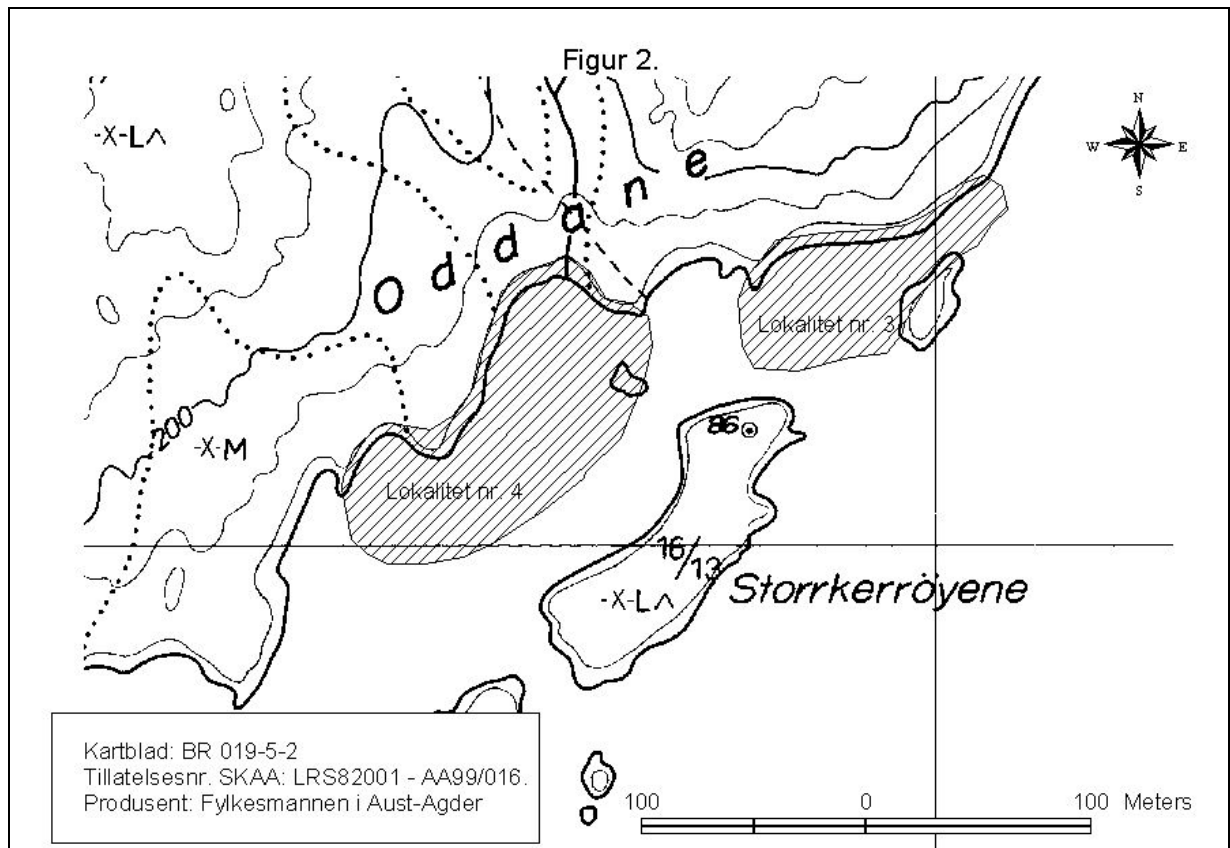 Figur 2.
-X-L^
N
W E
S
Oddane
Lokalitet nr. 3
200
-X-M
86
Lokalitet nr. 4
16/13
-X-L^
Storrkerröyene
Kartblad: BR 019-5-2
Tillatelsesnr. SKAA: LRS82001 - AA99/016.
Produsent: Fylkesmannen i Aust-Agder
100 0 100 Meters